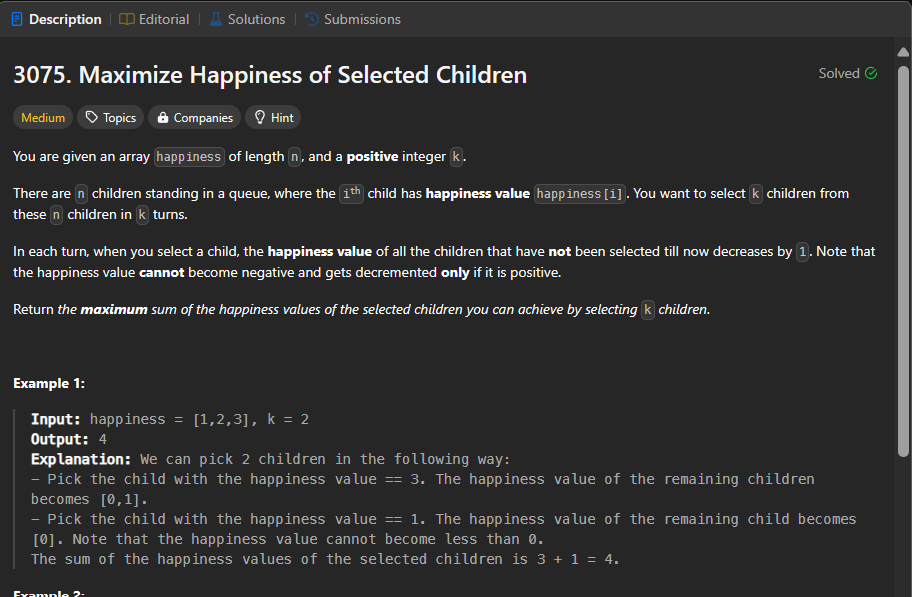 Description | Editorial | Solutions | Submissions
3075. Maximize Happiness of Selected Children
Solved
Medium Topics Companies Hint
You are given an array happiness of length n, and a positive integer k.
There are n children standing in a queue, where the iᵗʰ child has happiness value happiness[i]. You want to select k children from
these n children in k turns.
In each turn, when you select a child, the happiness value of all the children that have not been selected till now decreases by 1. Note that
the happiness value cannot become negative and gets decremented only if it is positive.
Return the maximum sum of the happiness values of the selected children you can achieve by selecting k children.
Example 1:
Input: happiness = [1,2,3], k = 2
Output: 4
Explanation: We can pick 2 children in the following way:
– Pick the child with the happiness value == 3. The happiness value of the remaining children
becomes [0,1].
– Pick the child with the happiness value == 1. The happiness value of the remaining child becomes
[0]. Note that the happiness value cannot become less than 0.
The sum of the happiness values of the selected children is 3 + 1 = 4.
Example 2: